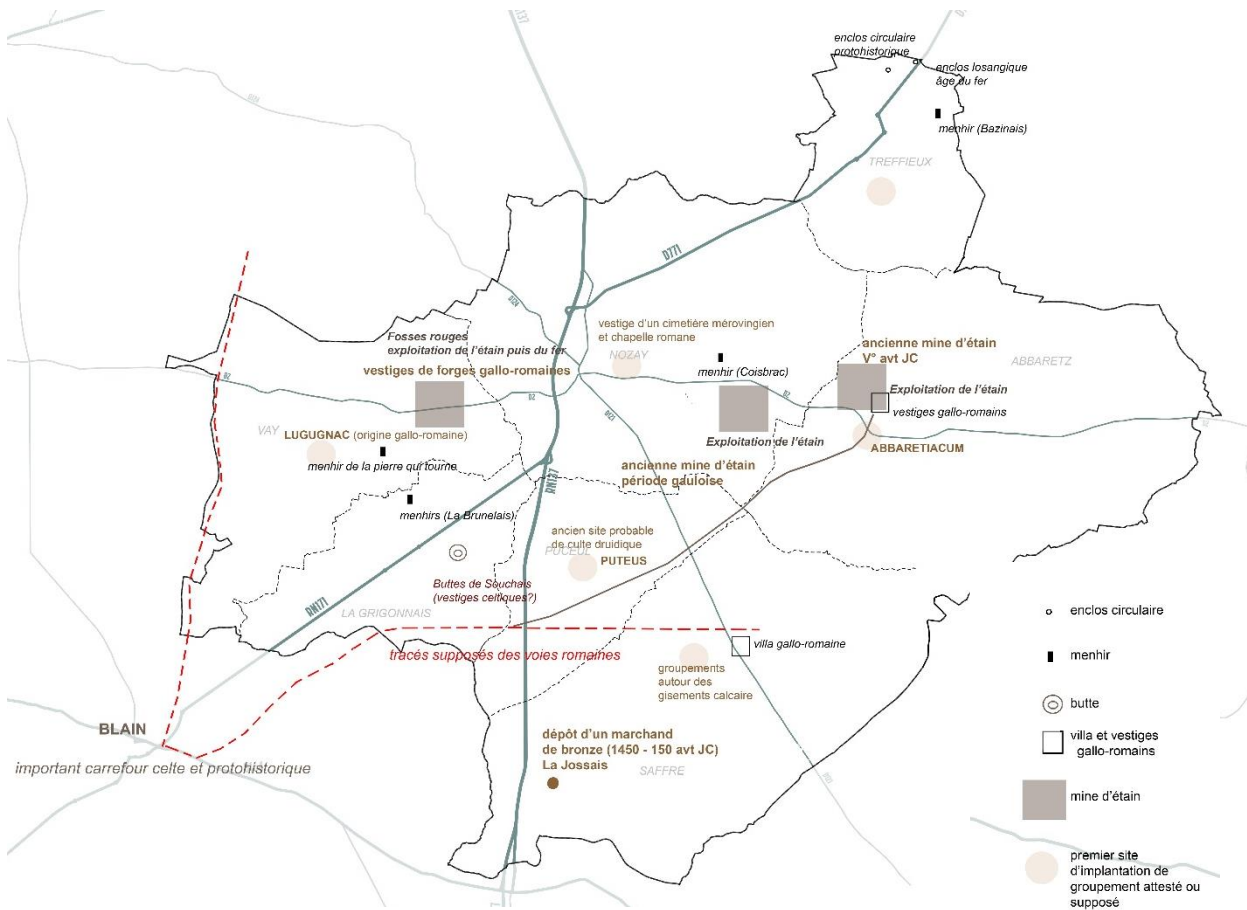 enclos circulaire
protohistorique
enclos losangique
âge du fer
menhir (Bazinais)
TREFFIEUX
D771
D124
Fosses rouges
exploitation de l'étain puis du fer
vestiges de forges gallo-romaines
vestige d'un cimetière mérovingien
et chapelle romane
NOZAY
menhir (Coisbrac)
ancienne mine d'étain
V° avt JC
ABBARETZ
Exploitation de l'étain
vestiges gallo-romains
D2
D2
D2
D121
VAY
LUGUGNAC (origine gallo-romaine)
menhir de la pierre qui tourne
Exploitation de l'étain
ABBARETIACUM
ancienne mine d'étain
période gauloise
RN137
menhirs (La Brunelais)
ancien site probable
de culte druidique
PUCEUL
PUTEUS
Buttes de Souchais
(vestiges celtiques?)
LA GRIGONNAIS
RN171
tracés supposés des voies romaines
villa gallo-romaine
groupements
autour des
gisements calcaire
BLAIN
important carrefour celte et protohistorique
dépôt d'un marchand
de bronze (1450 - 150 avt JC)
La Jossais
SAFFRE
enclos circulaire
menhir
butte
villa et vestiges
gallo-romains
mine d'étain
premier site
d'implantation de
groupement attesté ou
supposé